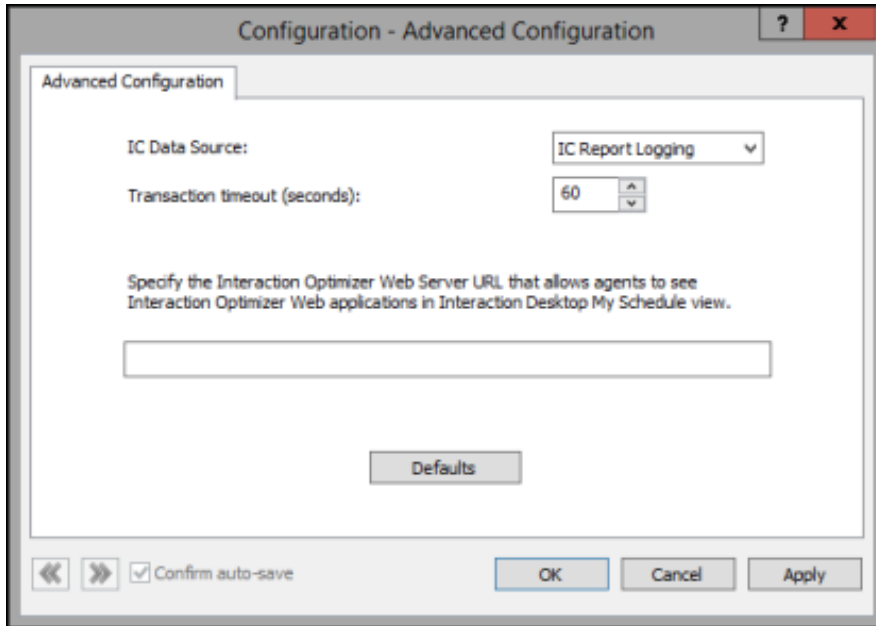 Configuration - Advanced Configuration
?
x
Advanced Configuration
IC Data Source:
IC Report Logging
Transaction timeout (seconds):
60
Specify the Interaction Optimizer Web Server URL that allows agents to see
Interaction Optimizer Web applications in Interaction Desktop My Schedule view.
Defaults
Confirm auto-save
OK
Cancel
Apply